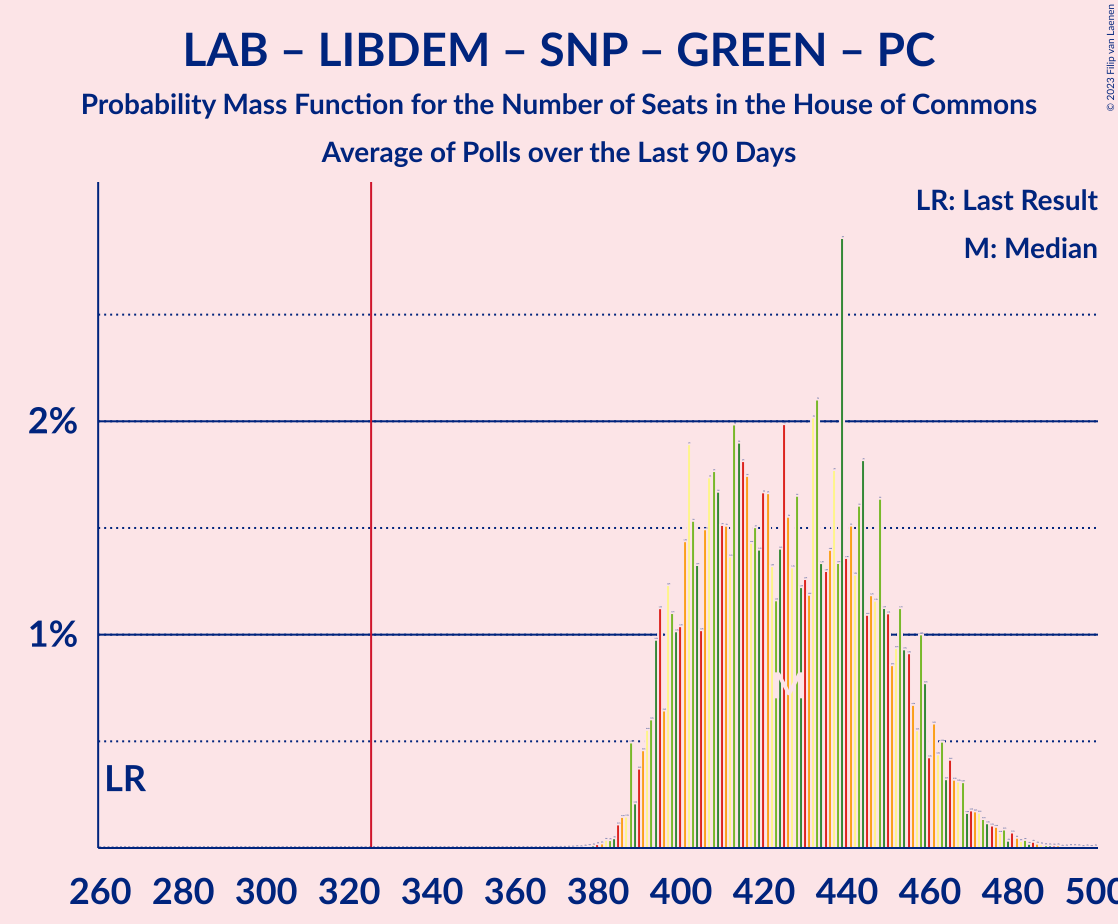 LAB – LIBDEM – SNP – GREEN – PC
Probability Mass Function for the Number of Seats in the House of Commons
Average of Polls over the Last 90 Days
© 2023 Filip van Laenen
LR: Last Result
M: Median
2%
1%
M
LR
260 280 300 320 340 360 380 400 420 440 460 480 500